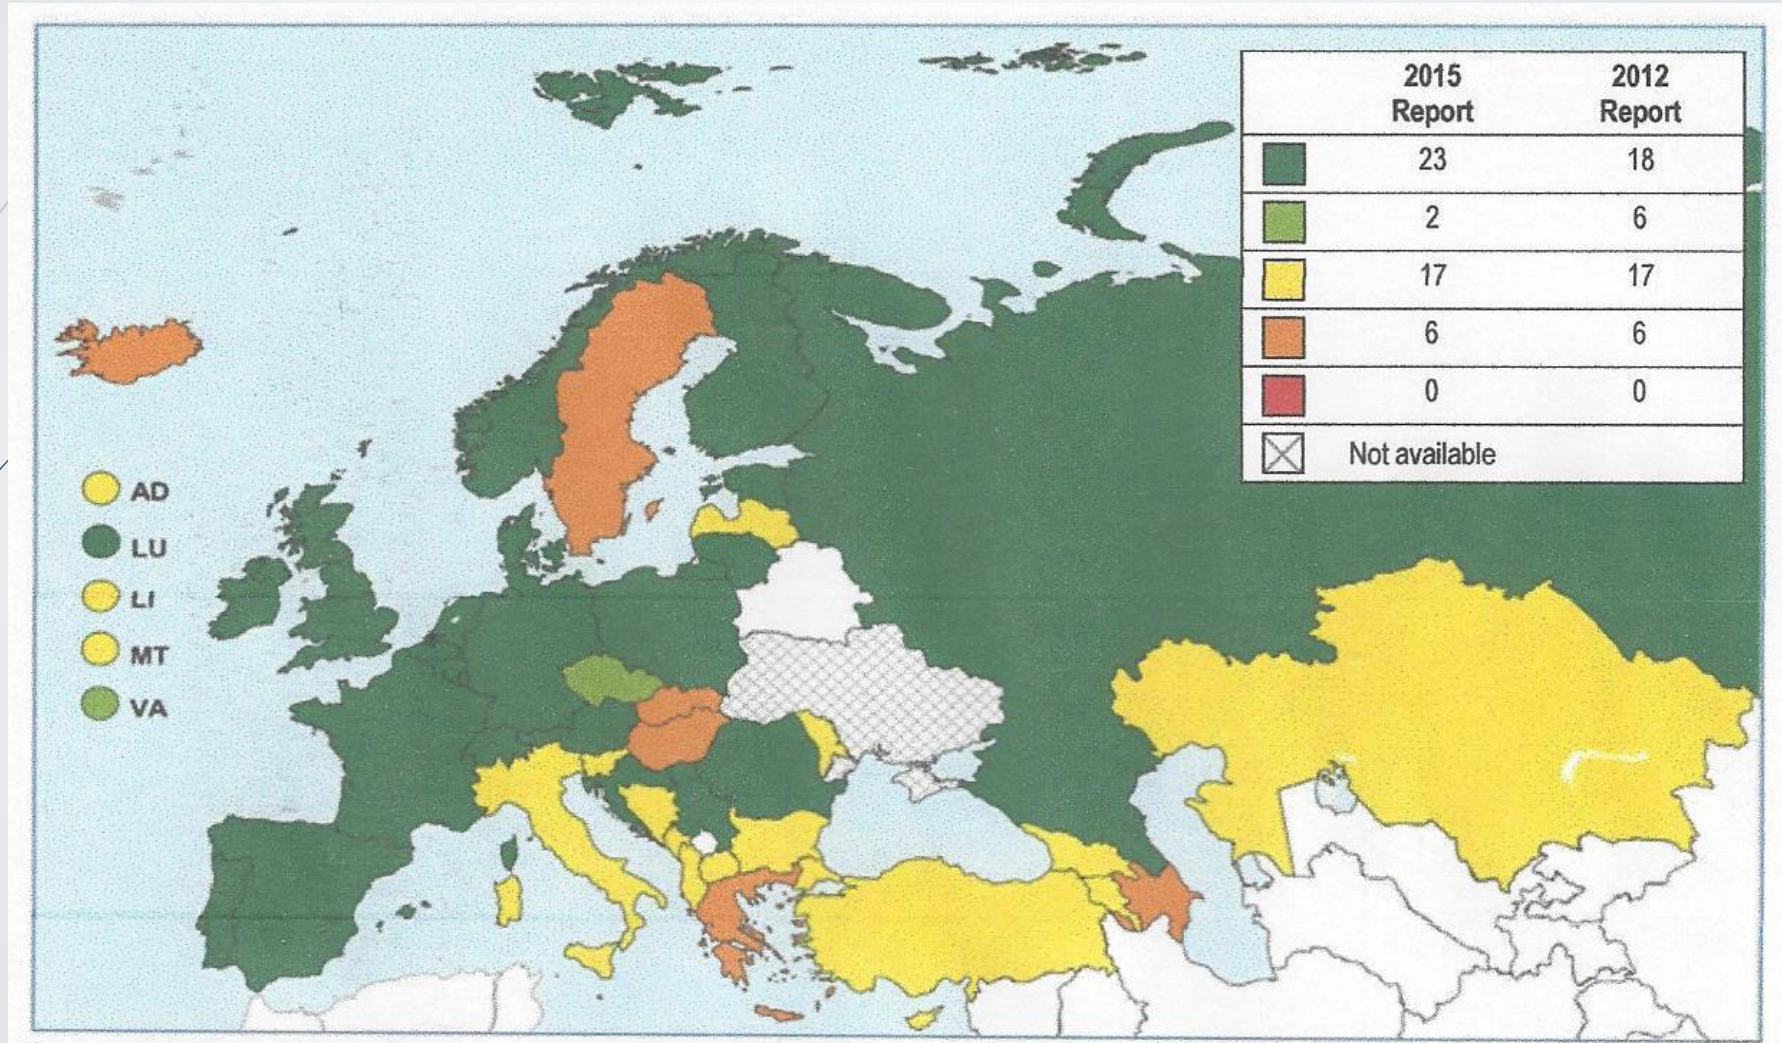 2015 2012
Report Report
23 18
2 6
17 17
6 6
0 0
Not available
AD
LU
LI
MT
VA